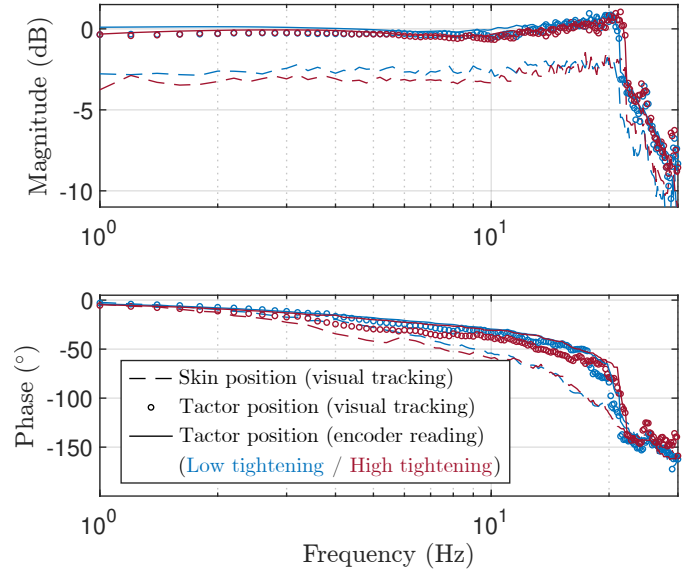 Magnitude (dB)
0
-5
-10
10^0
10^1
Phase (°)
0
-50
-100
-150
Skin position (visual tracking)
Tactor position (visual tracking)
Tactor position (encoder reading)
(Low tightening / High tightening)
10^0
10^1
Frequency (Hz)